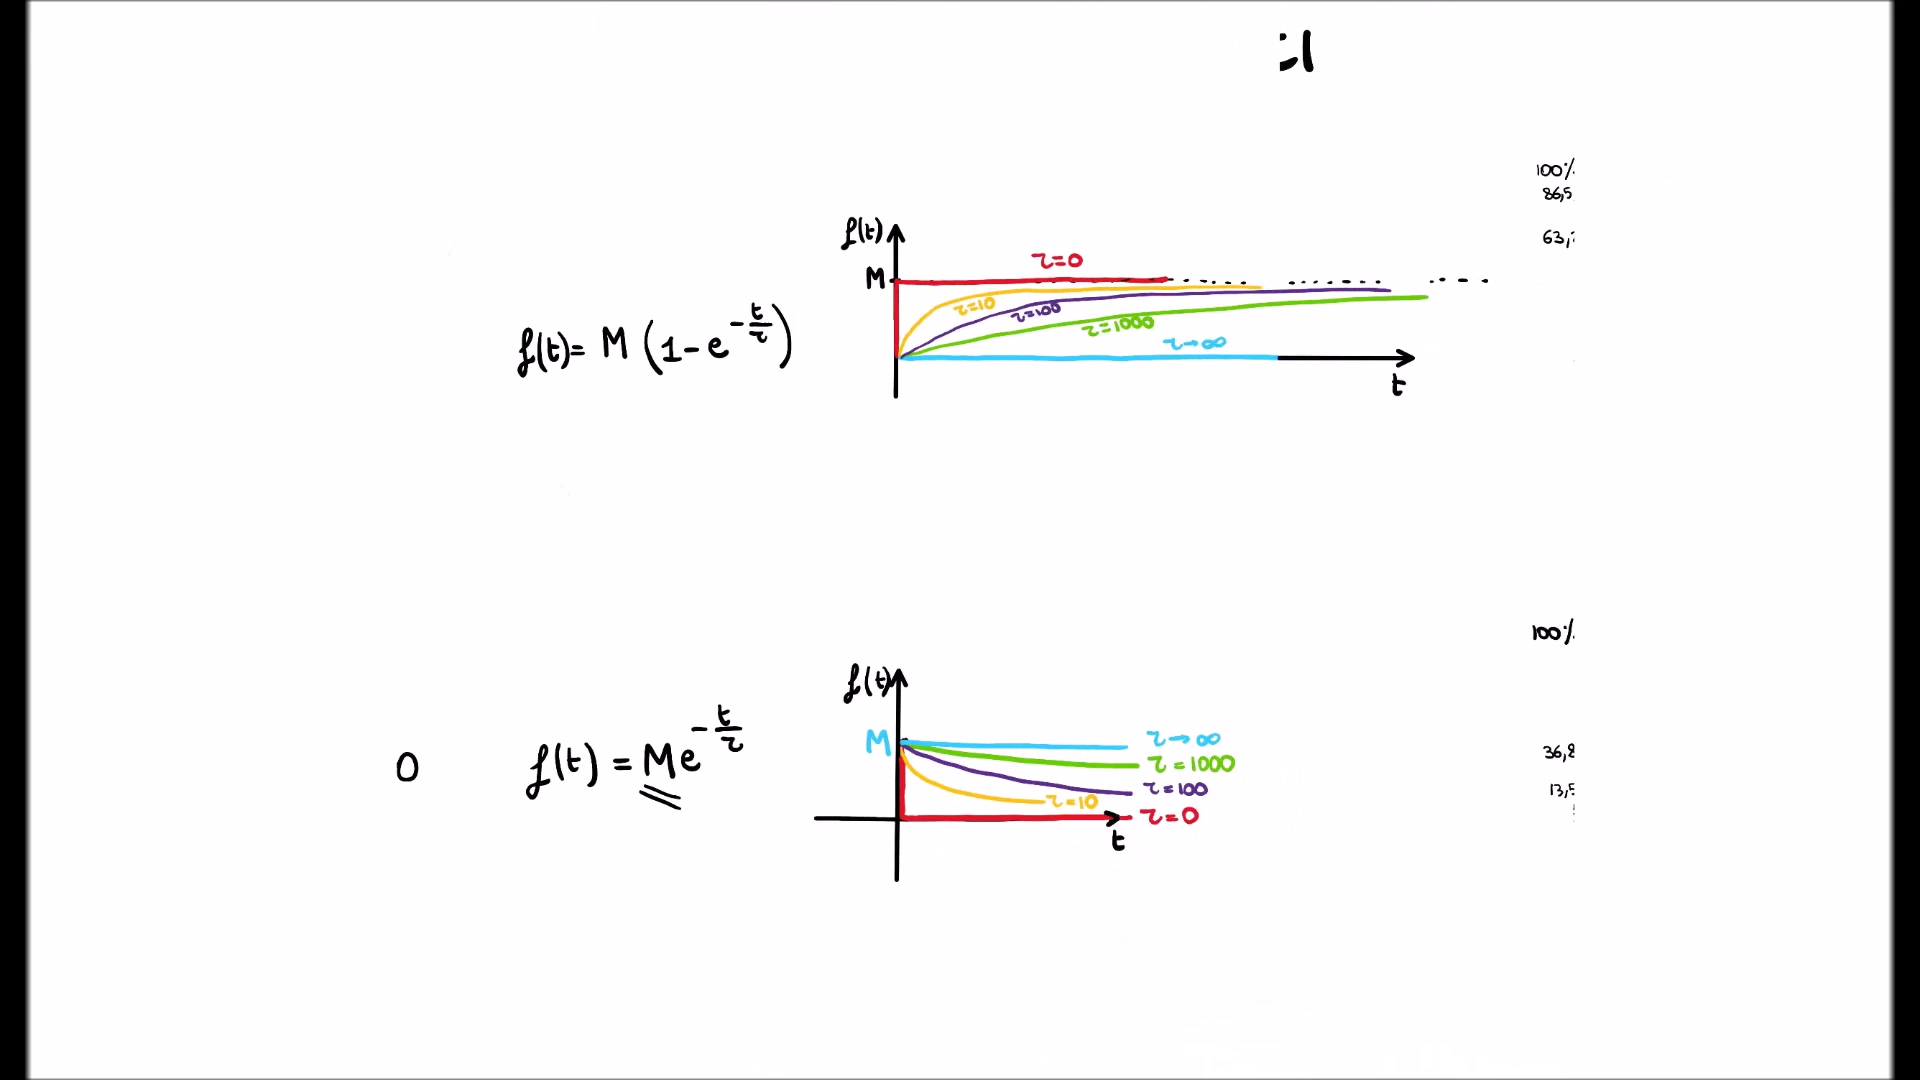 100%
86,5
63,
f(t)
M
τ=0
τ=10
τ=100
τ=1000
τ→∞
t
f(t)= M (1-e^{-t/τ})
100%
f(t)
M
τ→∞
τ=1000
τ=100
τ=10
τ=0
t
0
f(t) = Me^{-t/τ}
36,8
13,5